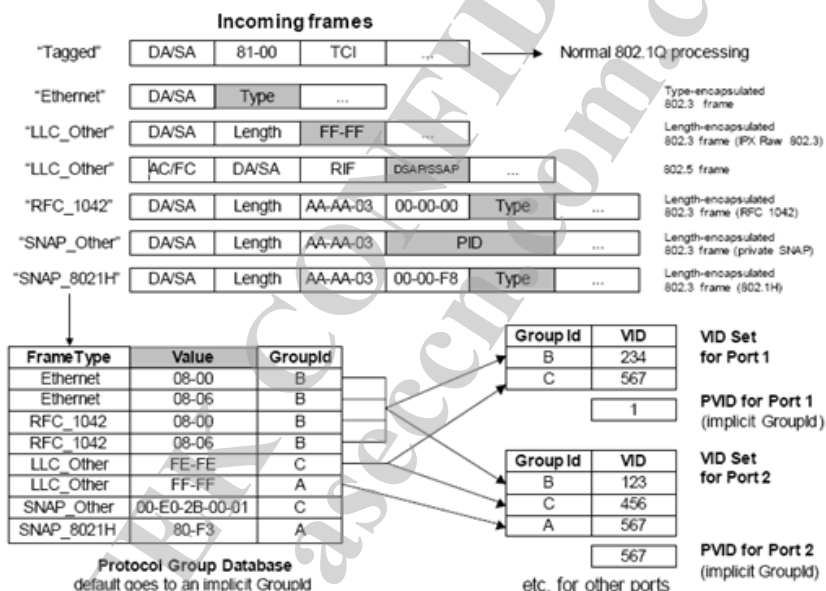 Incoming frames
"Tagged" DA/SA 81-00 TCI ... Normal 802.1Q processing
"Ethernet" DA/SA Type ... Type-encapsulated 802.3 frame
"LLC_Other" DA/SA Length FF-FF ... Length-encapsulated 802.3 frame (IPX Raw 802.3)
"LLC_Other" AC/FC DA/SA RIF DSAP/SSAP ... 802.5 frame
"RFC_1042" DA/SA Length AA-AA-03 00-00-00 Type ... Length-encapsulated 802.3 frame (RFC 1042)
"SNAP_Other" DA/SA Length AA-AA-03 PID ... Length-encapsulated 802.3 frame (private SNAP)
"SNAP_8021H" DA/SA Length AA-AA-03 00-00-F8 Type ... Length-encapsulated 802.3 frame (802.1H)
FrameType Value GroupId
Ethernet 08-00 B
Ethernet 08-06 B
RFC_1042 08-00 B
RFC_1042 08-06 B
LLC_Other FE-FE C
LLC_Other FF-FF A
SNAP_Other 00-E0-2B-00-01 C
SNAP_8021H 80-F3 A
Protocol Group Database
default goes to an implicit GroupId
Group Id VID
B 234
C 567
VID Set
for Port 1
1
PVID for Port 1
(implicit GroupId)
Group Id VID
B 123
C 456
A 567
VID Set
for Port 2
567
PVID for Port 2
(implicit GroupId)
etc. for other ports